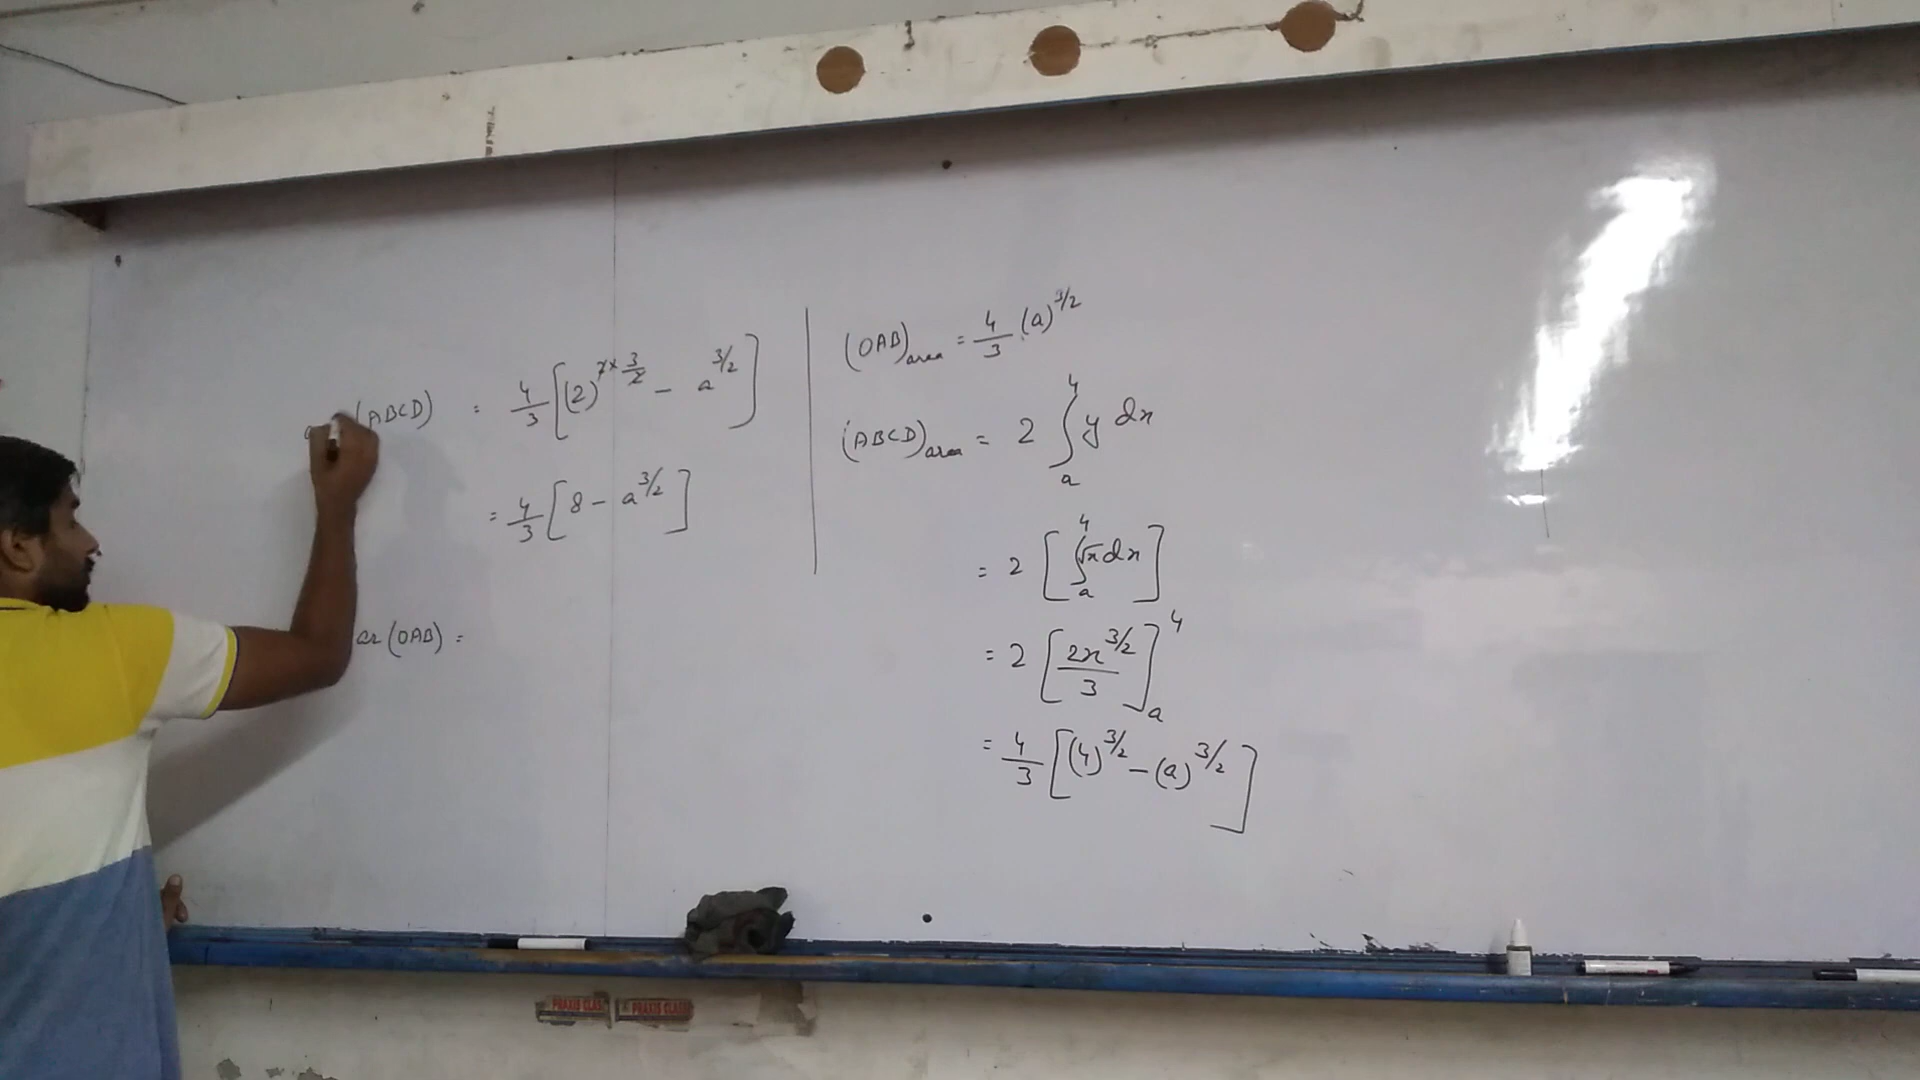 (ABCD) = 4/3 [(2)^{2×3/2} - a^{3/2}]
= 4/3 [8 - a^{3/2}]
ar(OAB) =
(OAB)_{area} = 4/3 (a)^{3/2}
(ABCD)_{area} = 2 ∫_a^4 y dx
= 2 [∫_a^4 √x dx]
= 2 [2x^{3/2}/3]_a^4
= 4/3 [(4)^{3/2} - (a)^{3/2}]